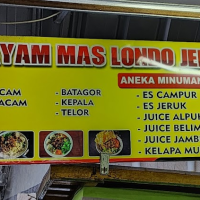 YAM MAS LONDO JE
ANEKA MINUMAN
CAM
ACAM
- BATAGOR
- KEPALA
- TELOR
- ES CAMPUR
- ES JERUK
- JUICE ALPU
- JUICE BELIM
- JUICE JAMB
- KELAPA MU